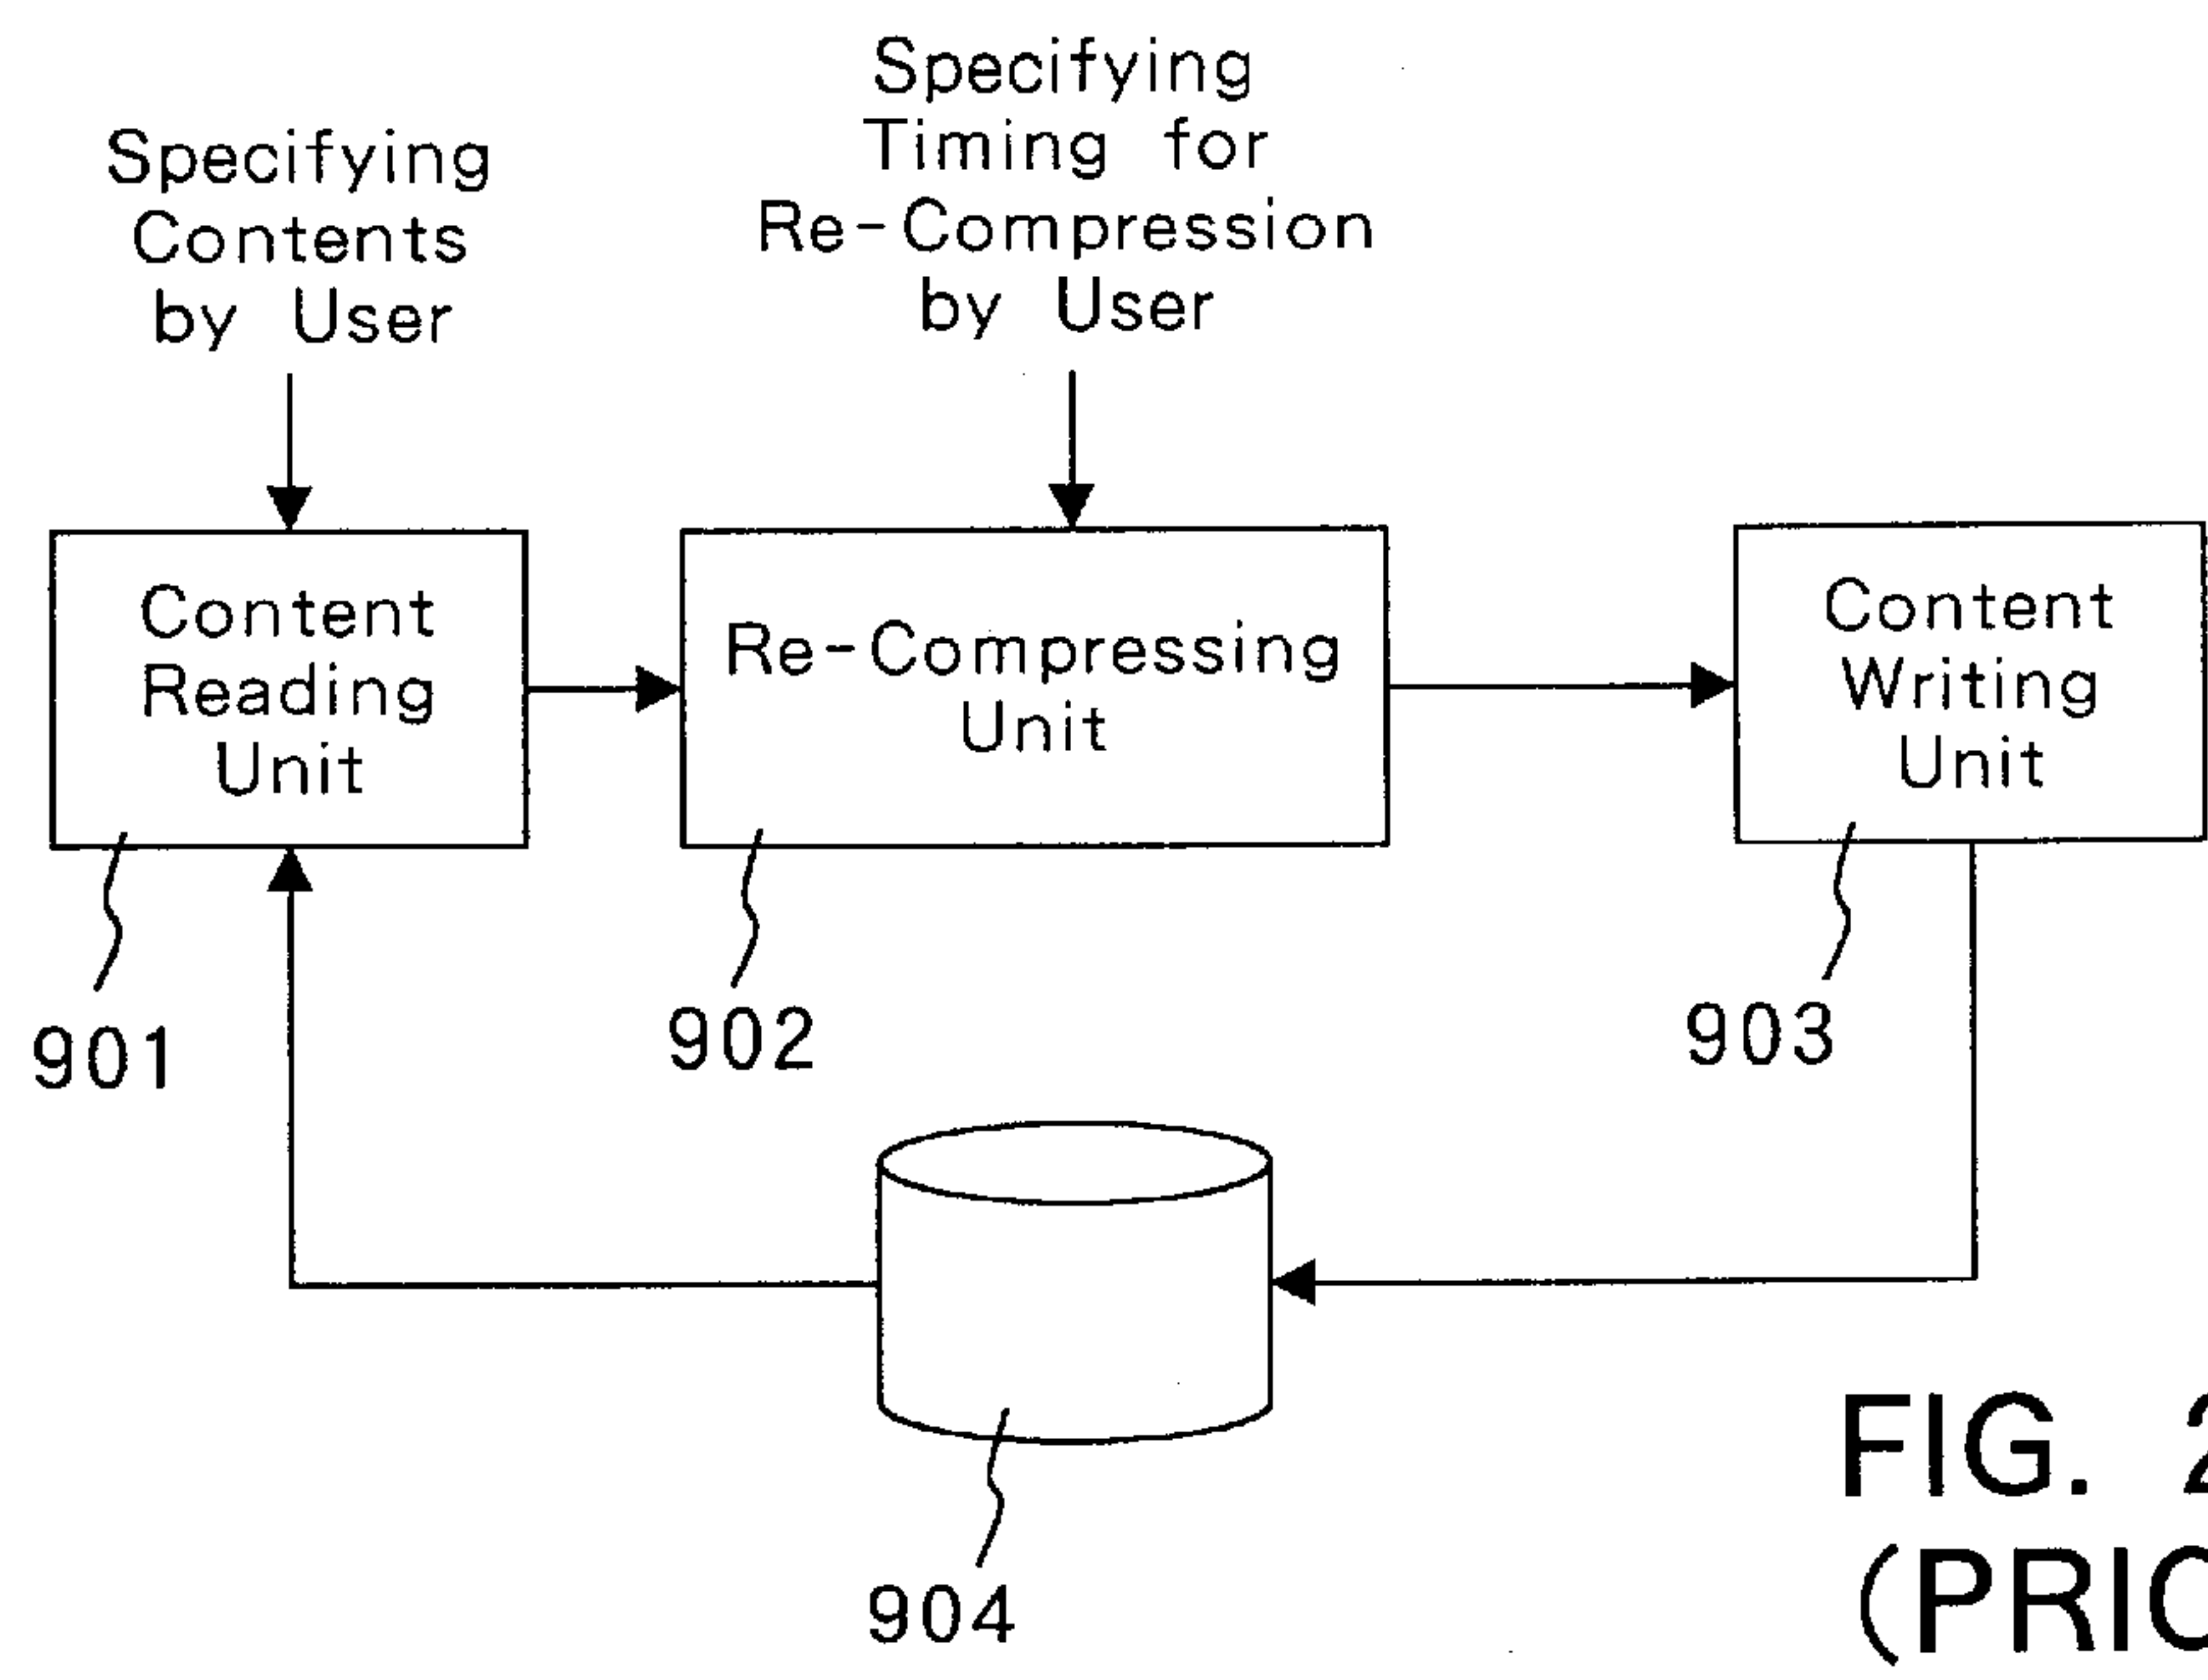 Specifying
Contents
by User
Specifying
Timing for
Re-Compression
by User
Content
Reading
Unit
Re-Compressing
Unit
Content
Writing
Unit
901
902
903
904
FIG. 2
(PRIO